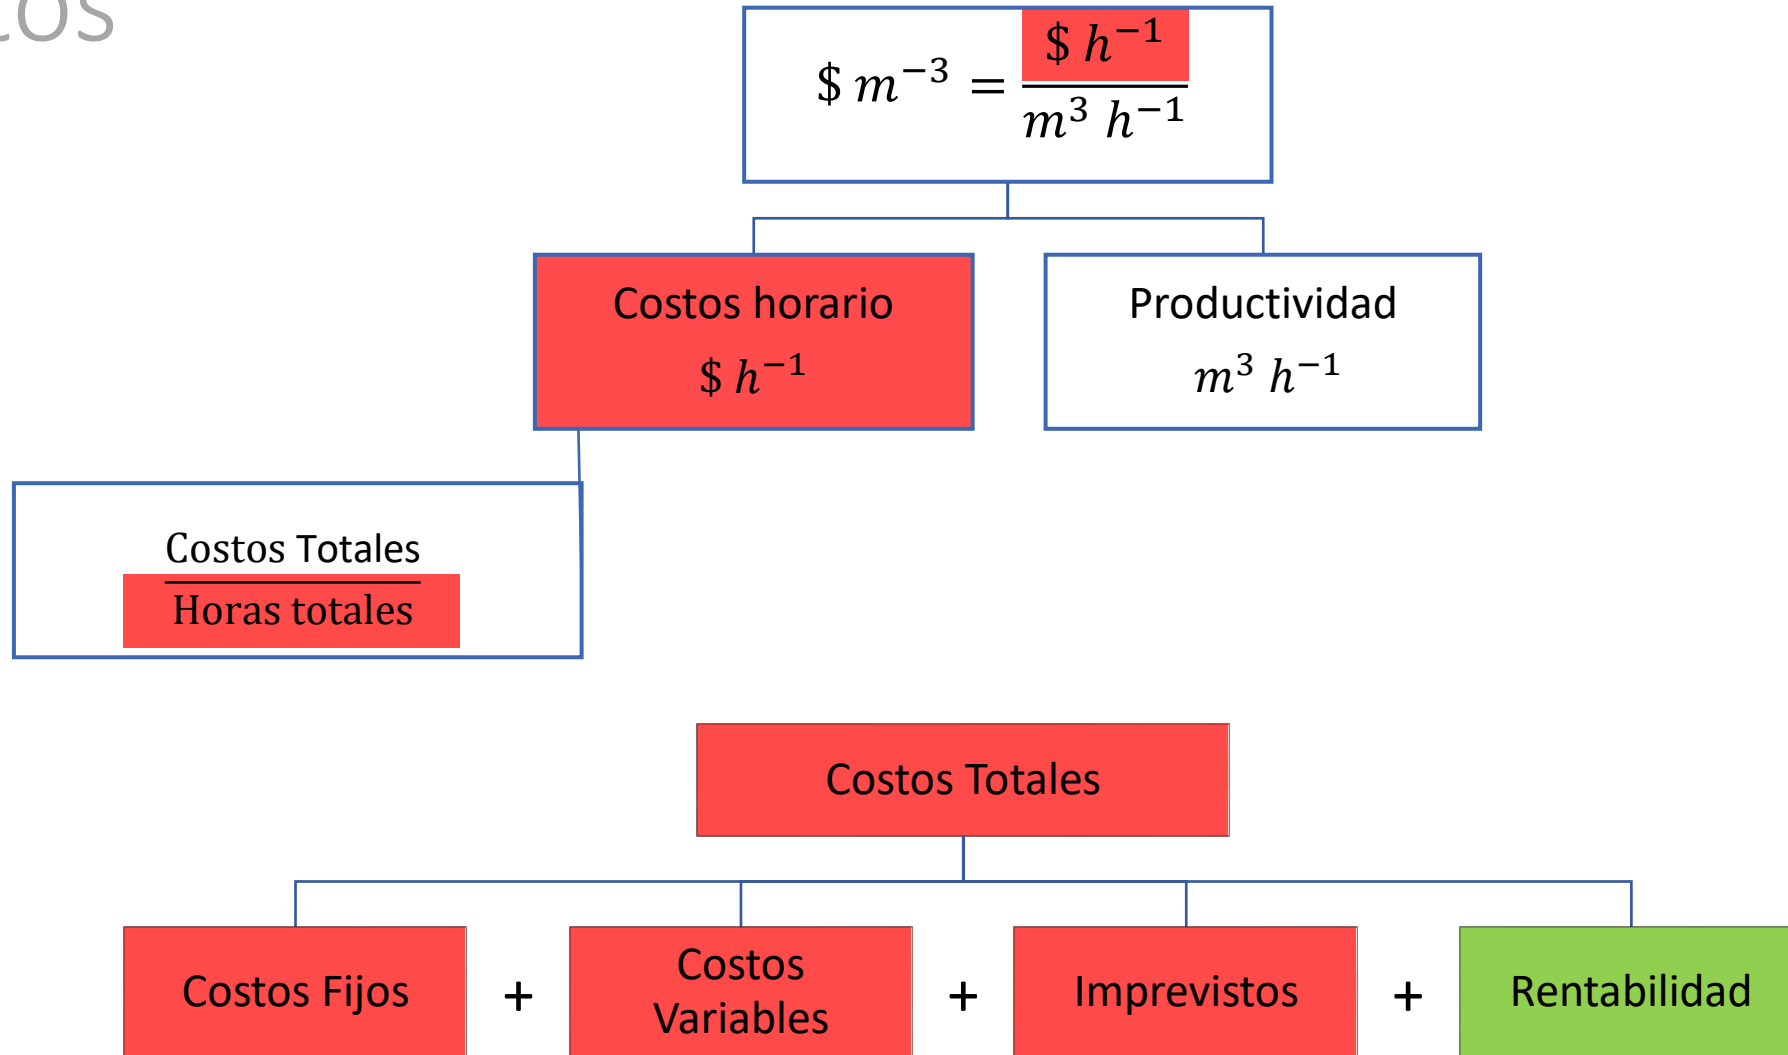 $ m⁻³ = $ h⁻¹ / m³ h⁻¹
Costos horario
$ h⁻¹
Productividad
m³ h⁻¹
Costos Totales
Horas totales
Costos Totales
Costos Fijos
+
Costos
Variables
+
Imprevistos
+
Rentabilidad